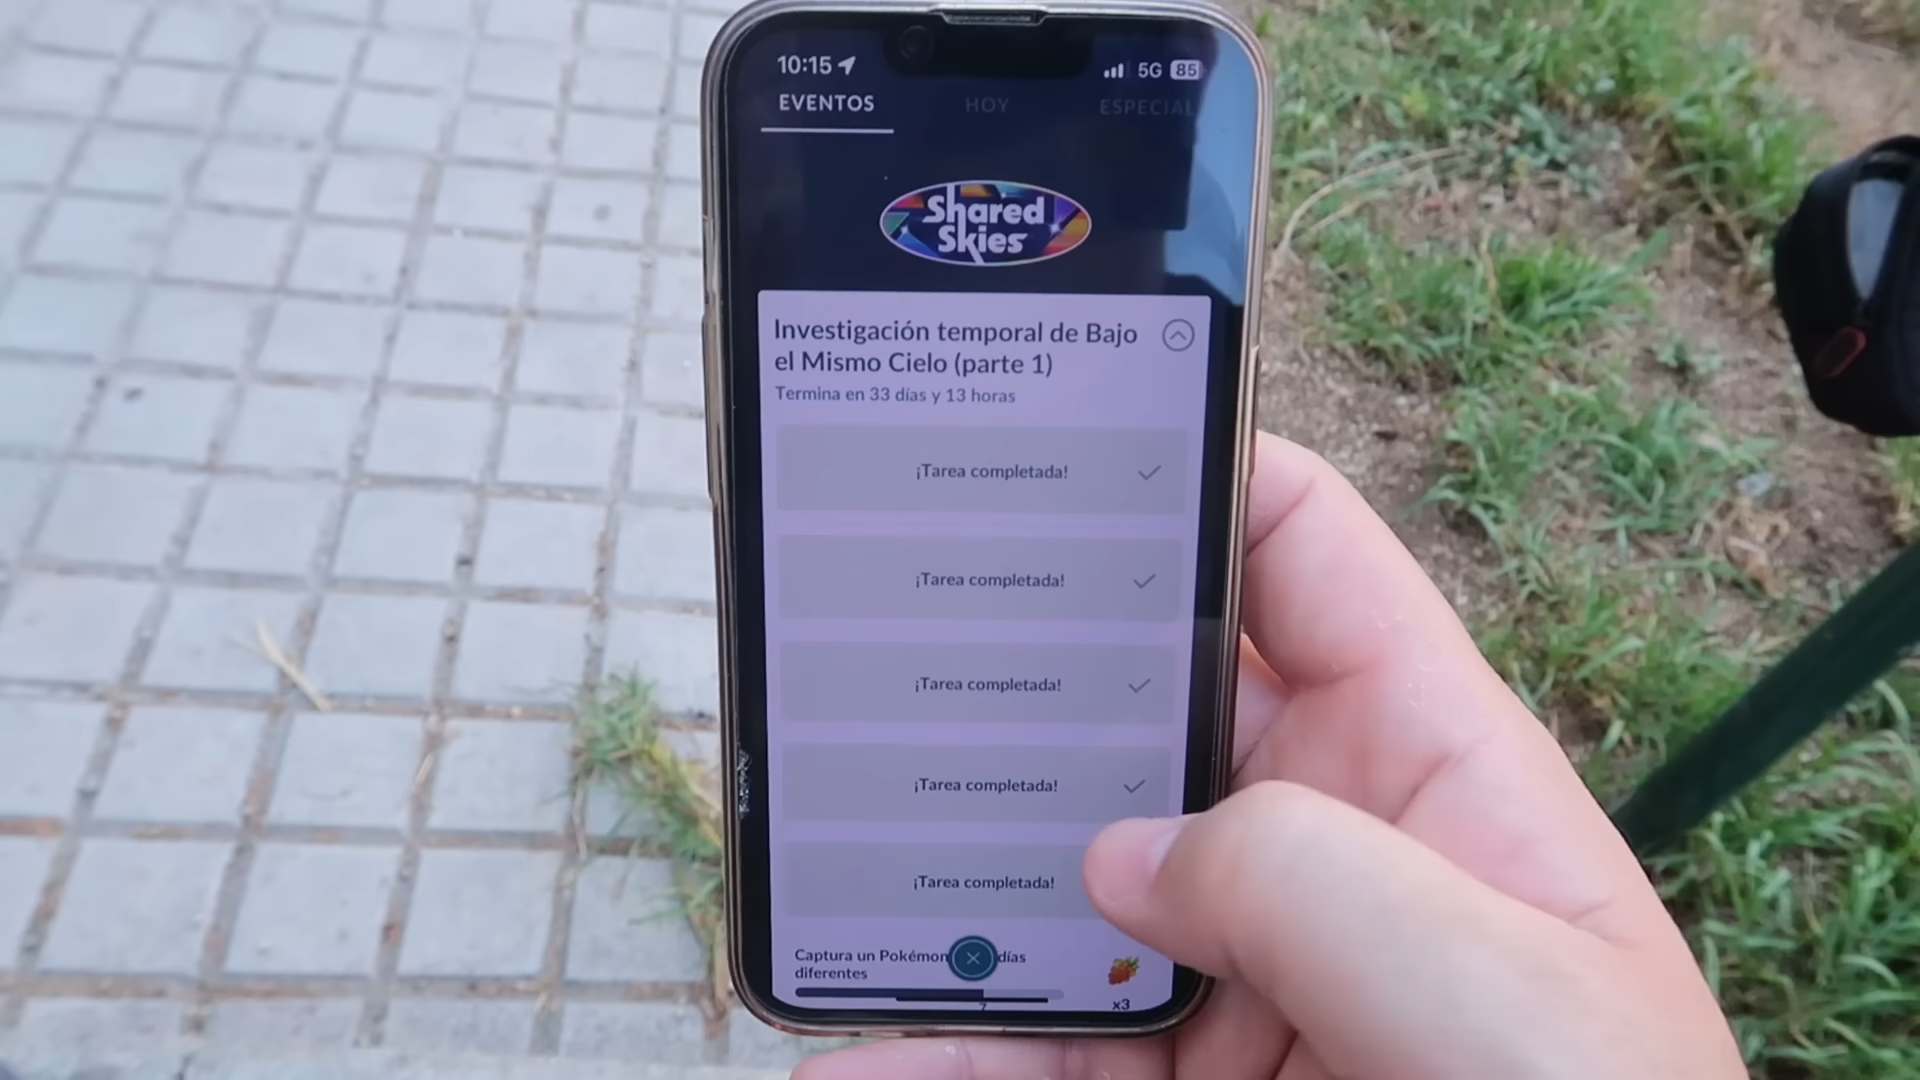 10:15
5G 85
EVENTOS HOY ESPECIAL
Shared
Skies
Investigación temporal de Bajo
el Mismo Cielo (parte 1)
Termina en 33 días y 13 horas
¡Tarea completada!
¡Tarea completada!
¡Tarea completada!
¡Tarea completada!
¡Tarea completada!
Captura un Pokémon días
diferentes
x3